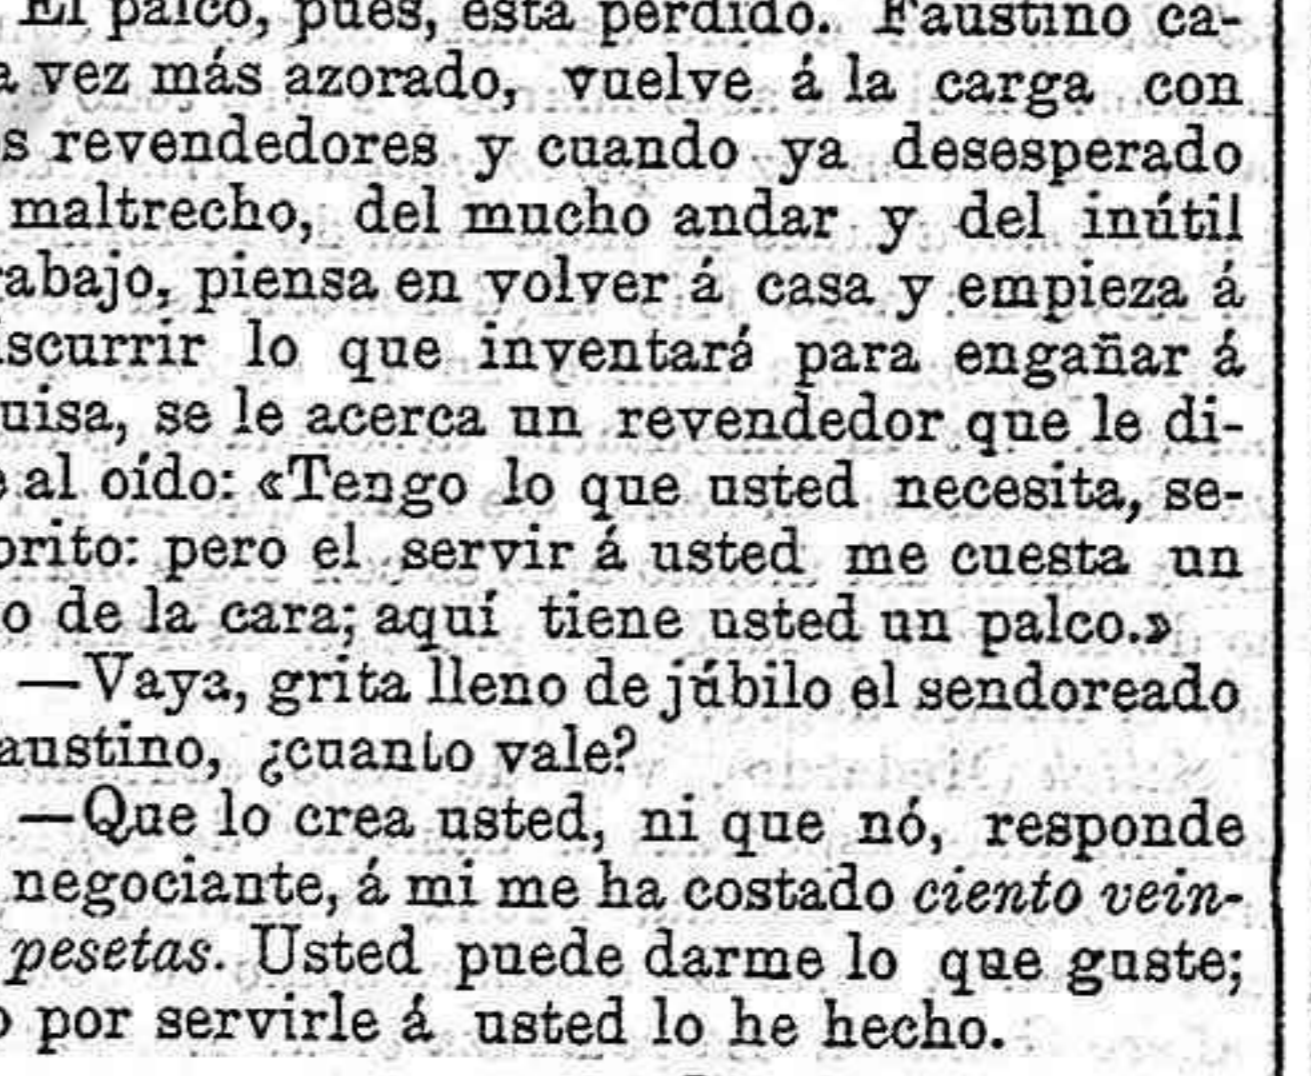 El palco, pues, está perdido. Faustino ca-
a vez más azorado, vuelve á la carga con
s revendedores y cuando ya desesperado
maltrecho, del mucho andar y del inútil
rabajo, piensa en volver á casa y empieza á
iscurrir lo que inventará para engañar á
uisa, se le acerca un revendedor que le di-
e al oído: «Tengo lo que usted necesita, se-
orito: pero el servir á usted me cuesta un
o de la cara; aquí tiene usted un palco.»
—Vaya, grita lleno de júbilo el sendoreado
austino, ¿cuanto vale?
—Que lo crea usted, ni que nó, responde
negociante, á mi me ha costado ciento vein-
pesetas. Usted puede darme lo que guste;
o por servirle á usted lo he hecho.